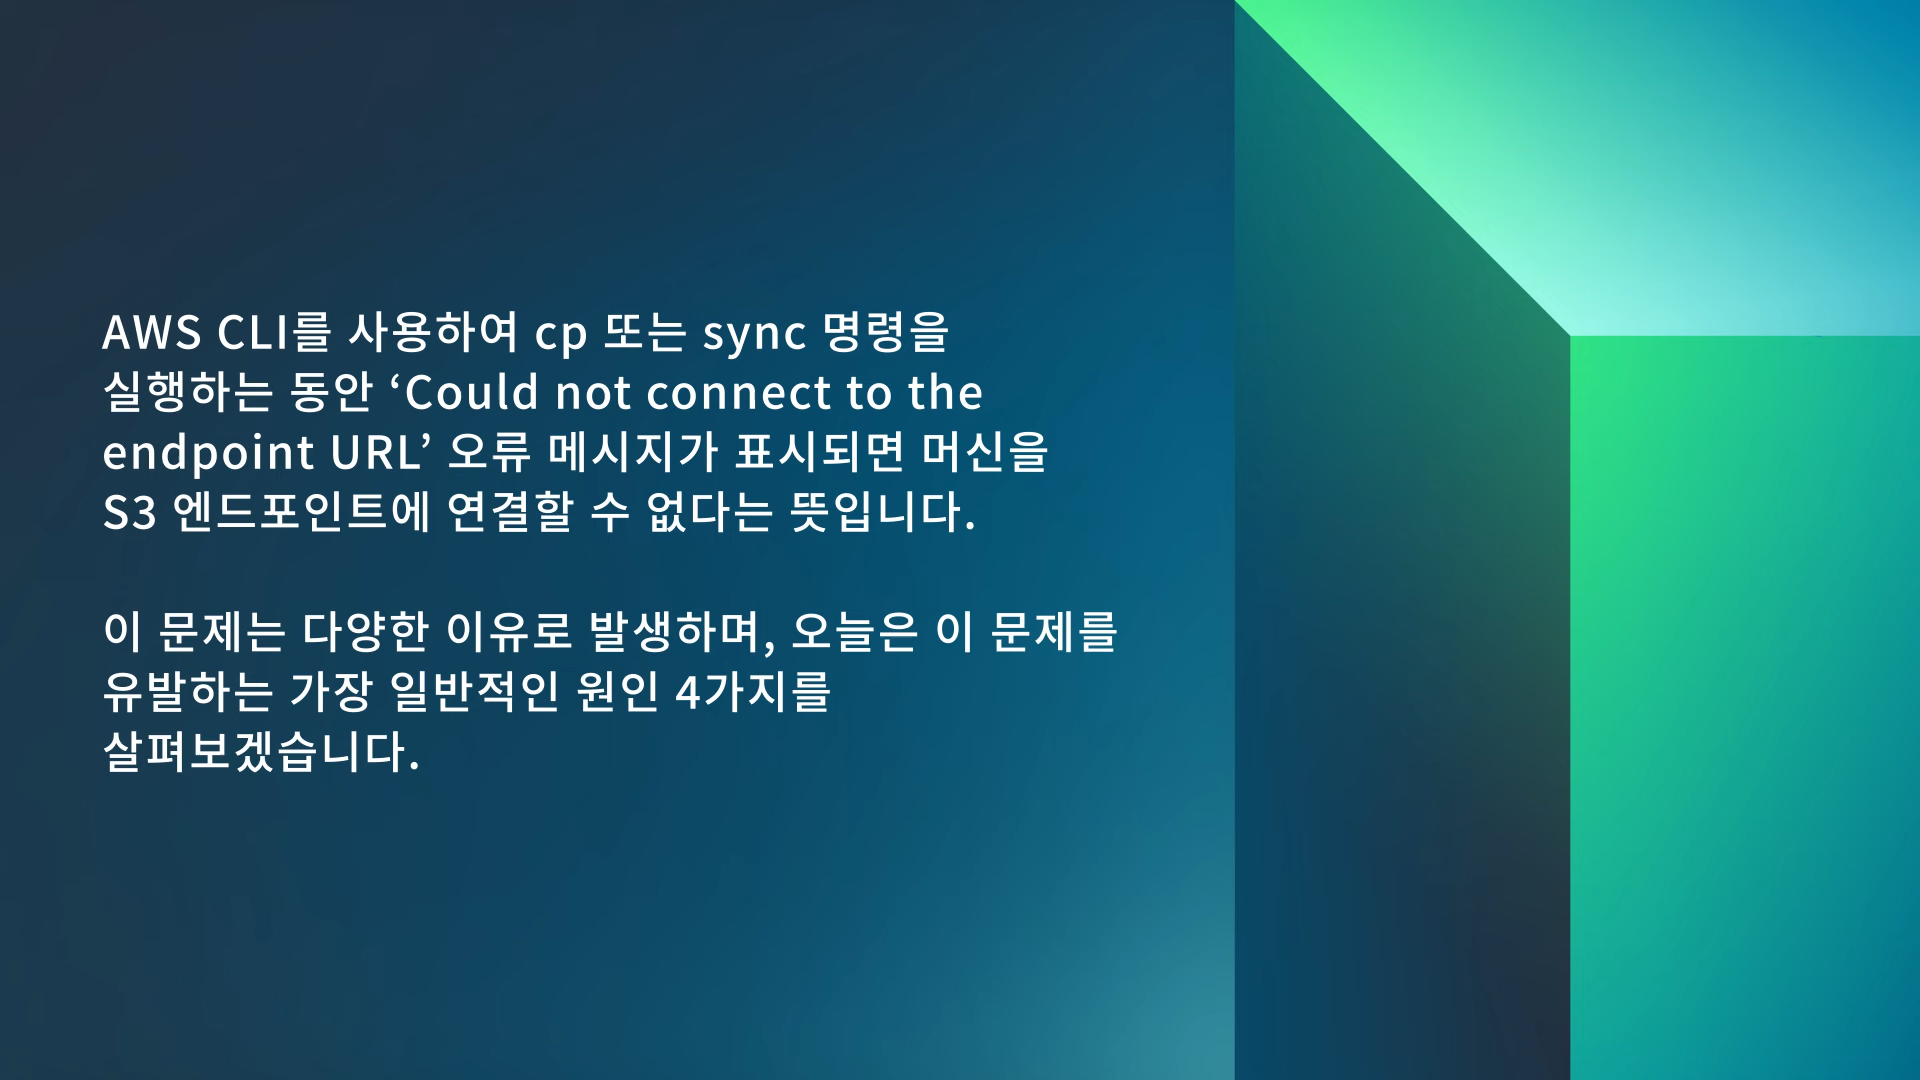 AWS CLI를 사용하여 cp 또는 sync 명령을
실행하는 동안 ‘Could not connect to the
endpoint URL’ 오류 메시지가 표시되면 머신을
S3 엔드포인트에 연결할 수 없다는 뜻입니다.
이 문제는 다양한 이유로 발생하며, 오늘은 이 문제를
유발하는 가장 일반적인 원인 4가지를
살펴보겠습니다.